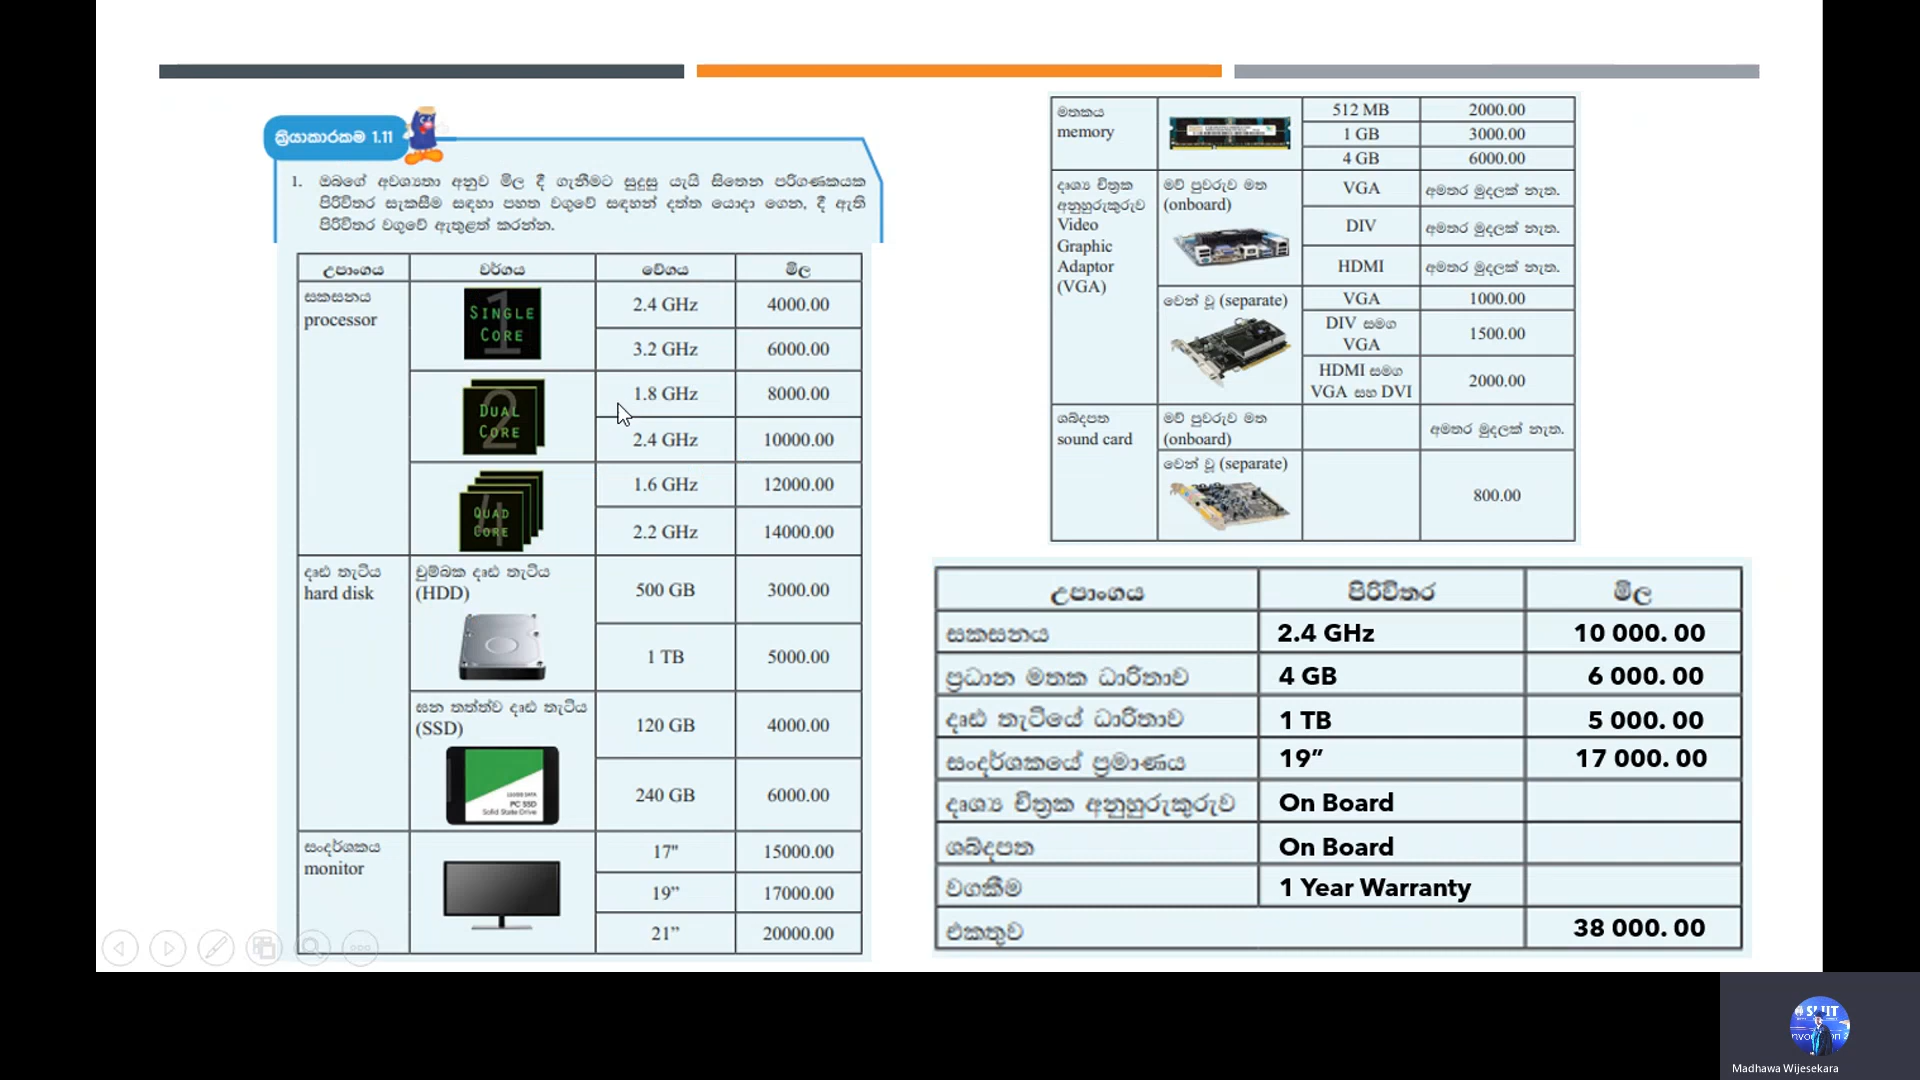 ක්‍රියාකාරකම 1.11
1. ඔබගේ අවශ්‍යතා අනුව මිල දී ගැනීමට සුදුසු යැයි සිතෙන පරිගණකයක
පිරිවිතර සැකසීම සඳහා පහත වගුවේ සඳහන් දත්ත යොදා ගෙන, දී ඇති
පිරිවිතර වගුවේ ඇතුළත් කරන්න.
උපාංගය වර්ගය වේගය මිල
සකසනය
processor
SINGLE
CORE
2.4 GHz 4000.00
3.2 GHz 6000.00
DUAL
CORE
1.8 GHz 8000.00
2.4 GHz 10000.00
QUAD
CORE
1.6 GHz 12000.00
2.2 GHz 14000.00
දෘඪ තැටිය
hard disk
චුම්බක දෘඪ තැටිය
(HDD)
500 GB 3000.00
1 TB 5000.00
ඝන තත්ත්ව දෘඪ තැටිය
(SSD)
PC SSD
Solid State Drive
120 GB 4000.00
240 GB 6000.00
සංදර්ශකය
monitor
17" 15000.00
19” 17000.00
21” 20000.00
මතකය
memory
512 MB 2000.00
1 GB 3000.00
4 GB 6000.00
දෘශ්‍ය චිත්‍රක
අනුහුරුකුරුව
Video
Graphic
Adaptor
(VGA)
මව් පුවරුව මත
(onboard)
VGA අමතර මුදලක් නැත.
DIV අමතර මුදලක් නැත.
HDMI අමතර මුදලක් නැත.
වෙන් වූ (separate)
VGA 1000.00
DIV සමග
VGA
1500.00
HDMI සමග
VGA සහ DVI
2000.00
ශබ්දපත
sound card
මව් පුවරුව මත
(onboard)
අමතර මුදලක් නැත.
වෙන් වූ (separate)
800.00
උපාංගය පිරිවිතර මිල
සකසනය 2.4 GHz 10 000. 00
ප්‍රධාන මතක ධාරිතාව 4 GB 6 000. 00
දෘඪ තැටියේ ධාරිතාව 1 TB 5 000. 00
සංදර්ශකයේ ප්‍රමාණය 19” 17 000. 00
දෘශ්‍ය චිත්‍රක අනුහුරුකුරුව On Board
ශබ්දපත On Board
වගකීම 1 Year Warranty
එකතුව 38 000. 00
SLIIT
Madhawa Wijesekara